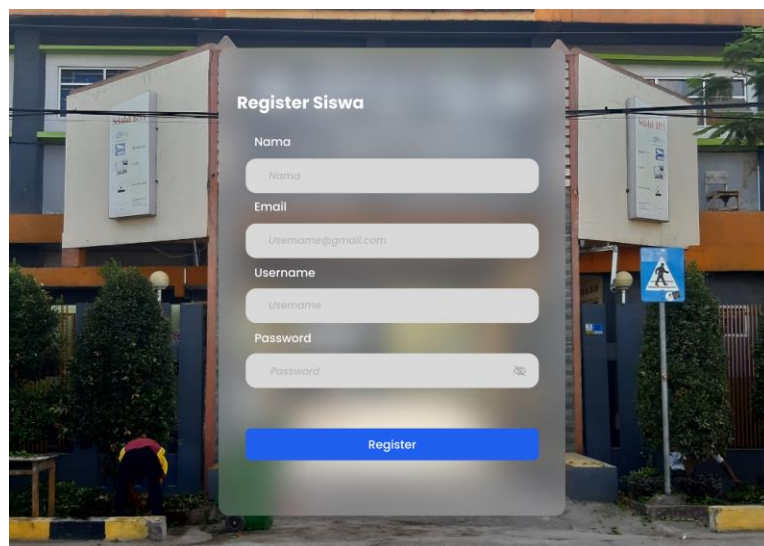 Register Siswa
Nama
Nama
Email
Username@gmail.com
Username
Username
Password
Password
Register